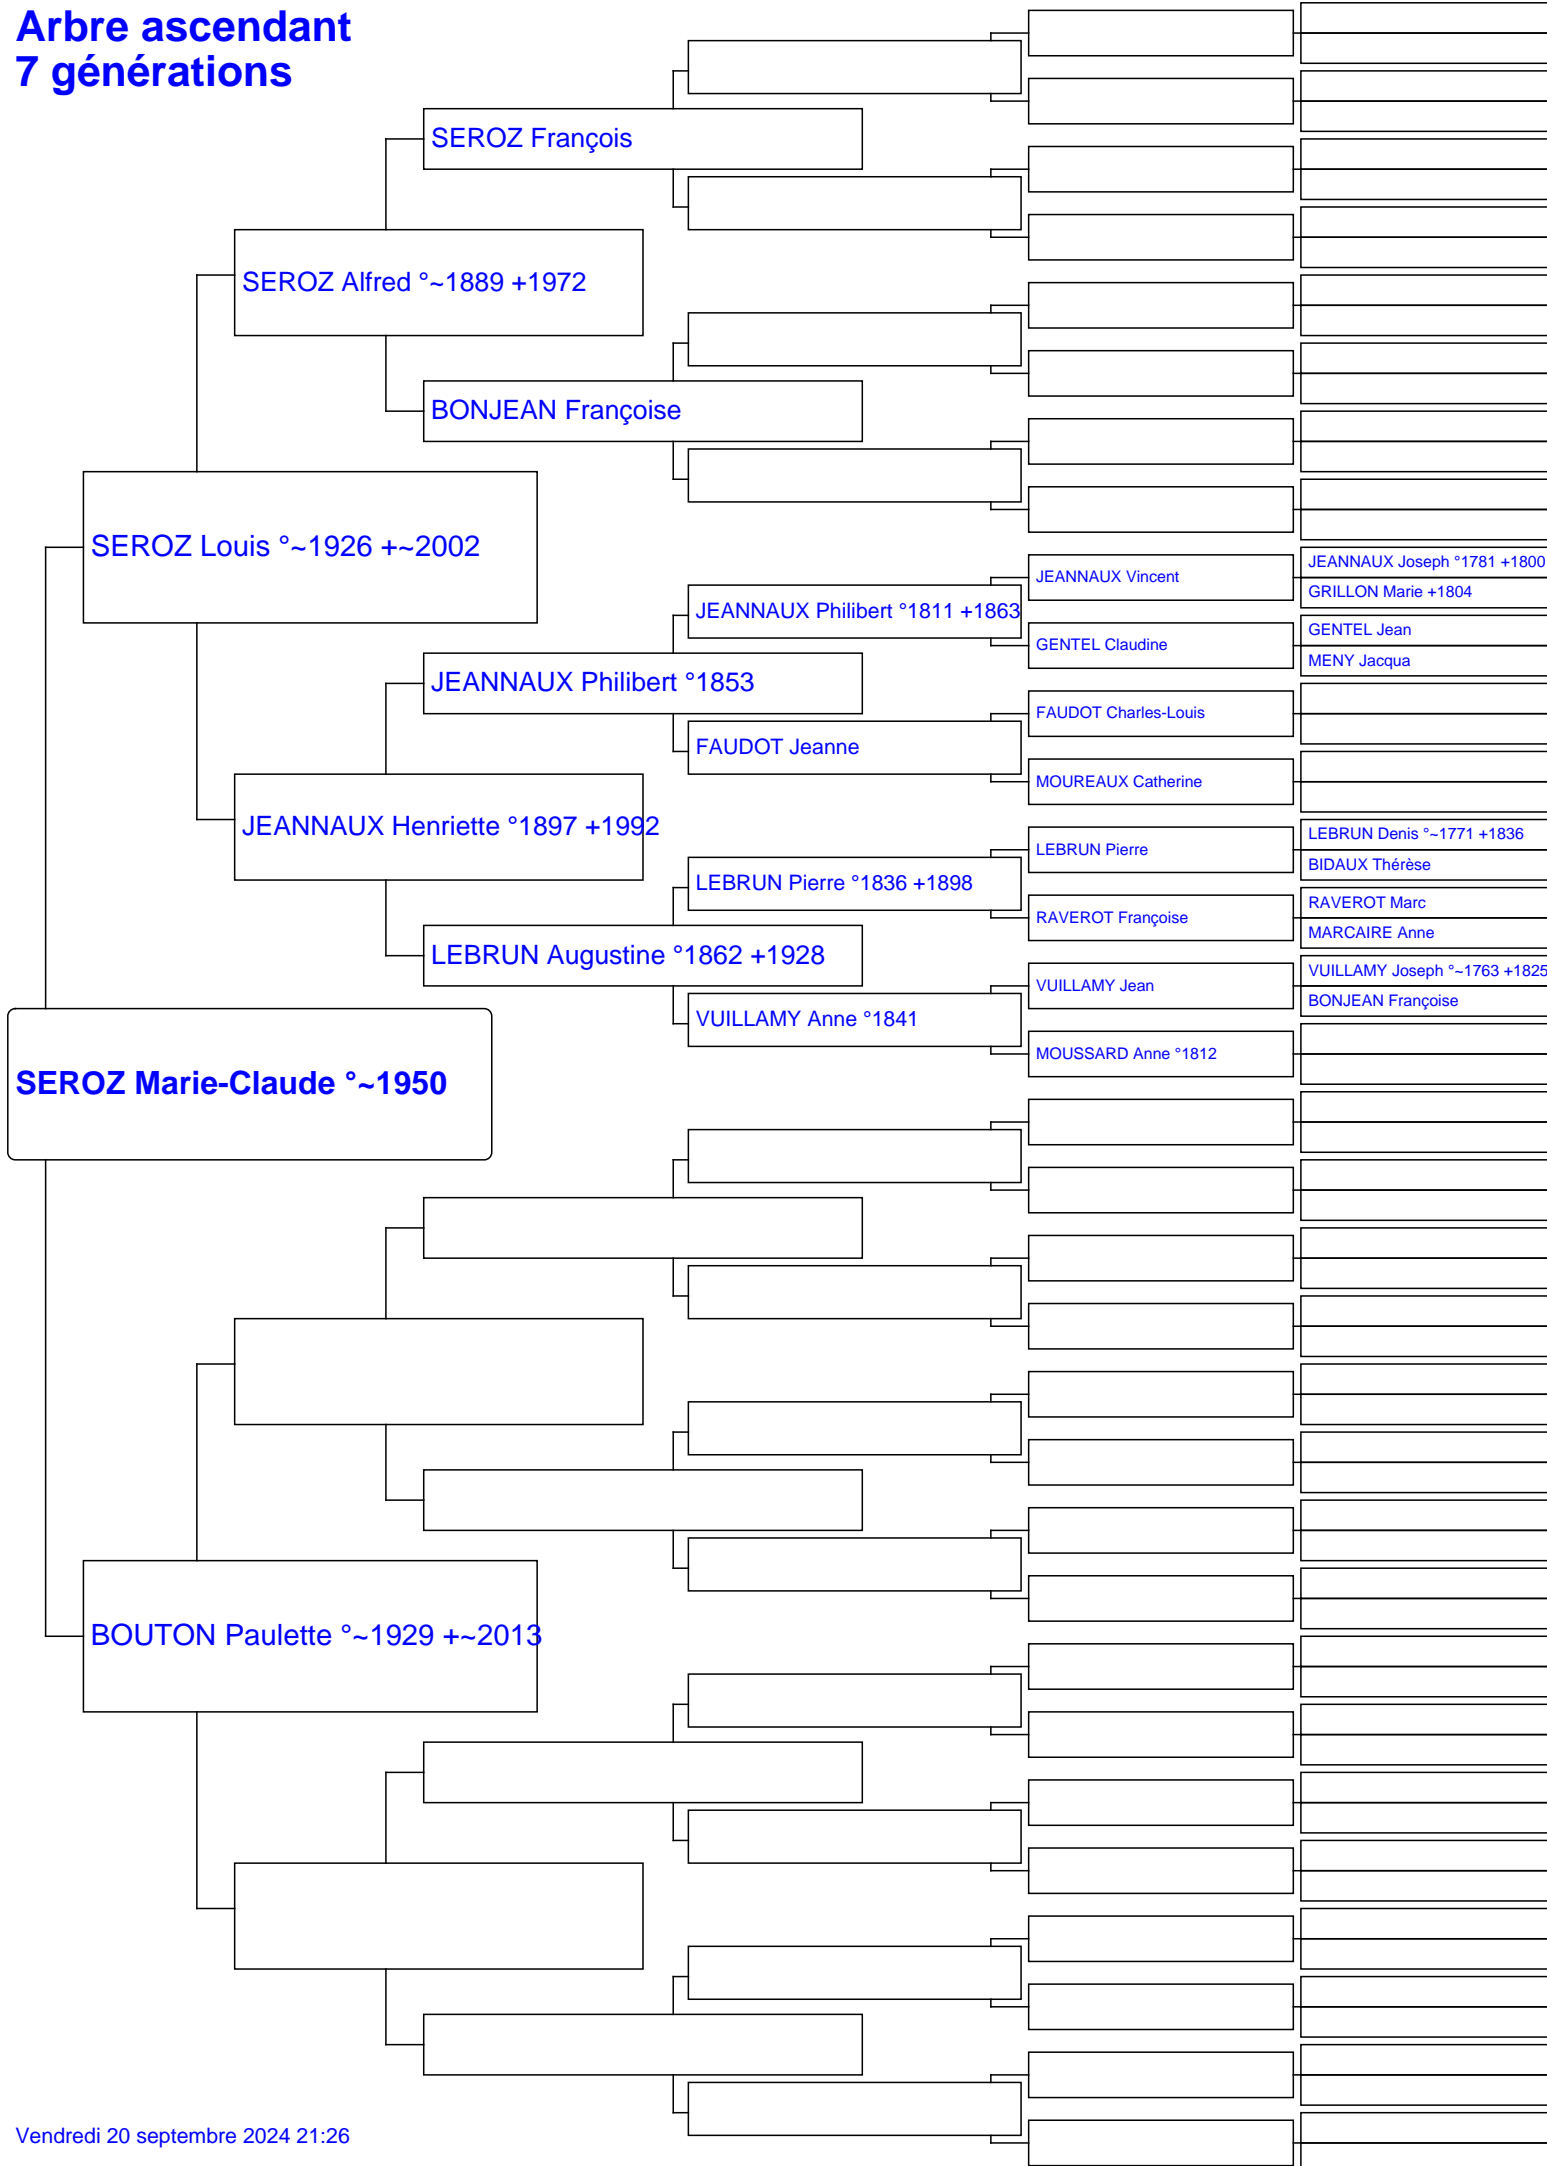 Arbre ascendant
7 générations
SEROZ François
SEROZ Alfred °~1889 +1972
BONJEAN Françoise
SEROZ Louis °~1926 +~2002
JEANNAUX Joseph °1781 +1800
JEANNAUX Vincent
GRILLON Marie +1804
JEANNAUX Philibert °1811 +1863
GENTEL Jean
GENTEL Claudine
MENY Jacqua
JEANNAUX Philibert °1853
FAUDOT Charles-Louis
FAUDOT Jeanne
MOUREAUX Catherine
JEANNAUX Henriette °1897 +1992
LEBRUN Denis °~1771 +1836
LEBRUN Pierre
BIDAUX Thérèse
LEBRUN Pierre °1836 +1898
RAVEROT Marc
RAVEROT Françoise
MARCAIRE Anne
LEBRUN Augustine °1862 +1928
VUILLAMY Joseph °~1763 +1825
VUILLAMY Jean
BONJEAN Françoise
VUILLAMY Anne °1841
MOUSSARD Anne °1812
SEROZ Marie-Claude °~1950
BOUTON Paulette °~1929 +~2013
Vendredi 20 septembre 2024 21:26